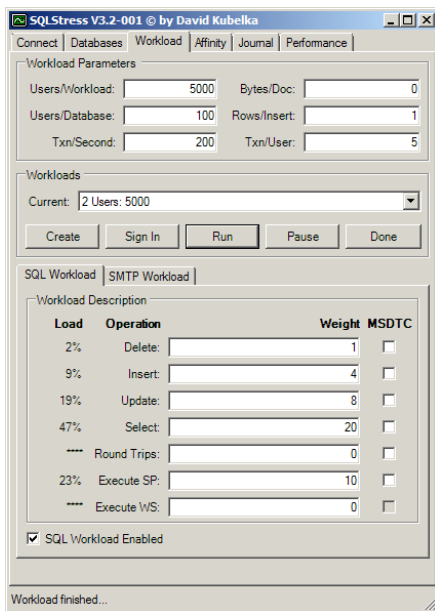 SQLStress V3.2-001 © by David Kubelka
Connect Databases Workload Affinity Journal Performance
Workload Parameters
Users/Workload: 5000 Bytes/Doc: 0
Users/Database: 100 Rows/Insert: 1
Txn/Second: 200 Txn/User: 5
Workloads
Current: 2 Users: 5000
Create Sign In Run Pause Done
SQL Workload SMTP Workload
Workload Description
Load Operation Weight MSDTC
2% Delete: 1
9% Insert: 4
19% Update: 8
47% Select: 20
**** Round Trips: 0
23% Execute SP: 10
**** Execute WS: 0
SQL Workload Enabled
Workload finished...